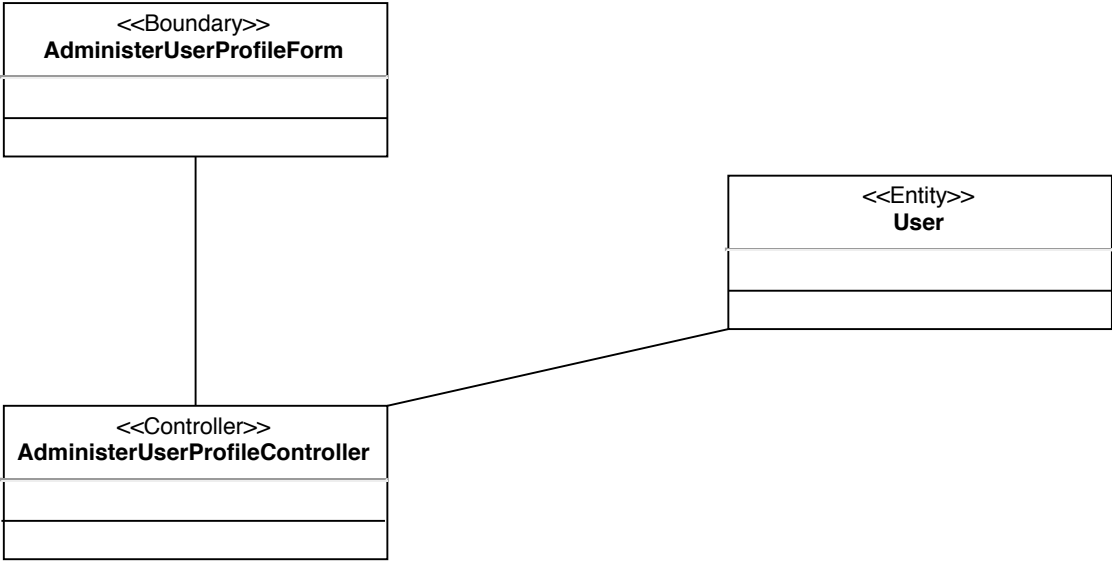 <<Boundary>>
AdministerUserProfileForm
<<Entity>>
User
<<Controller>>
AdministerUserProfileController